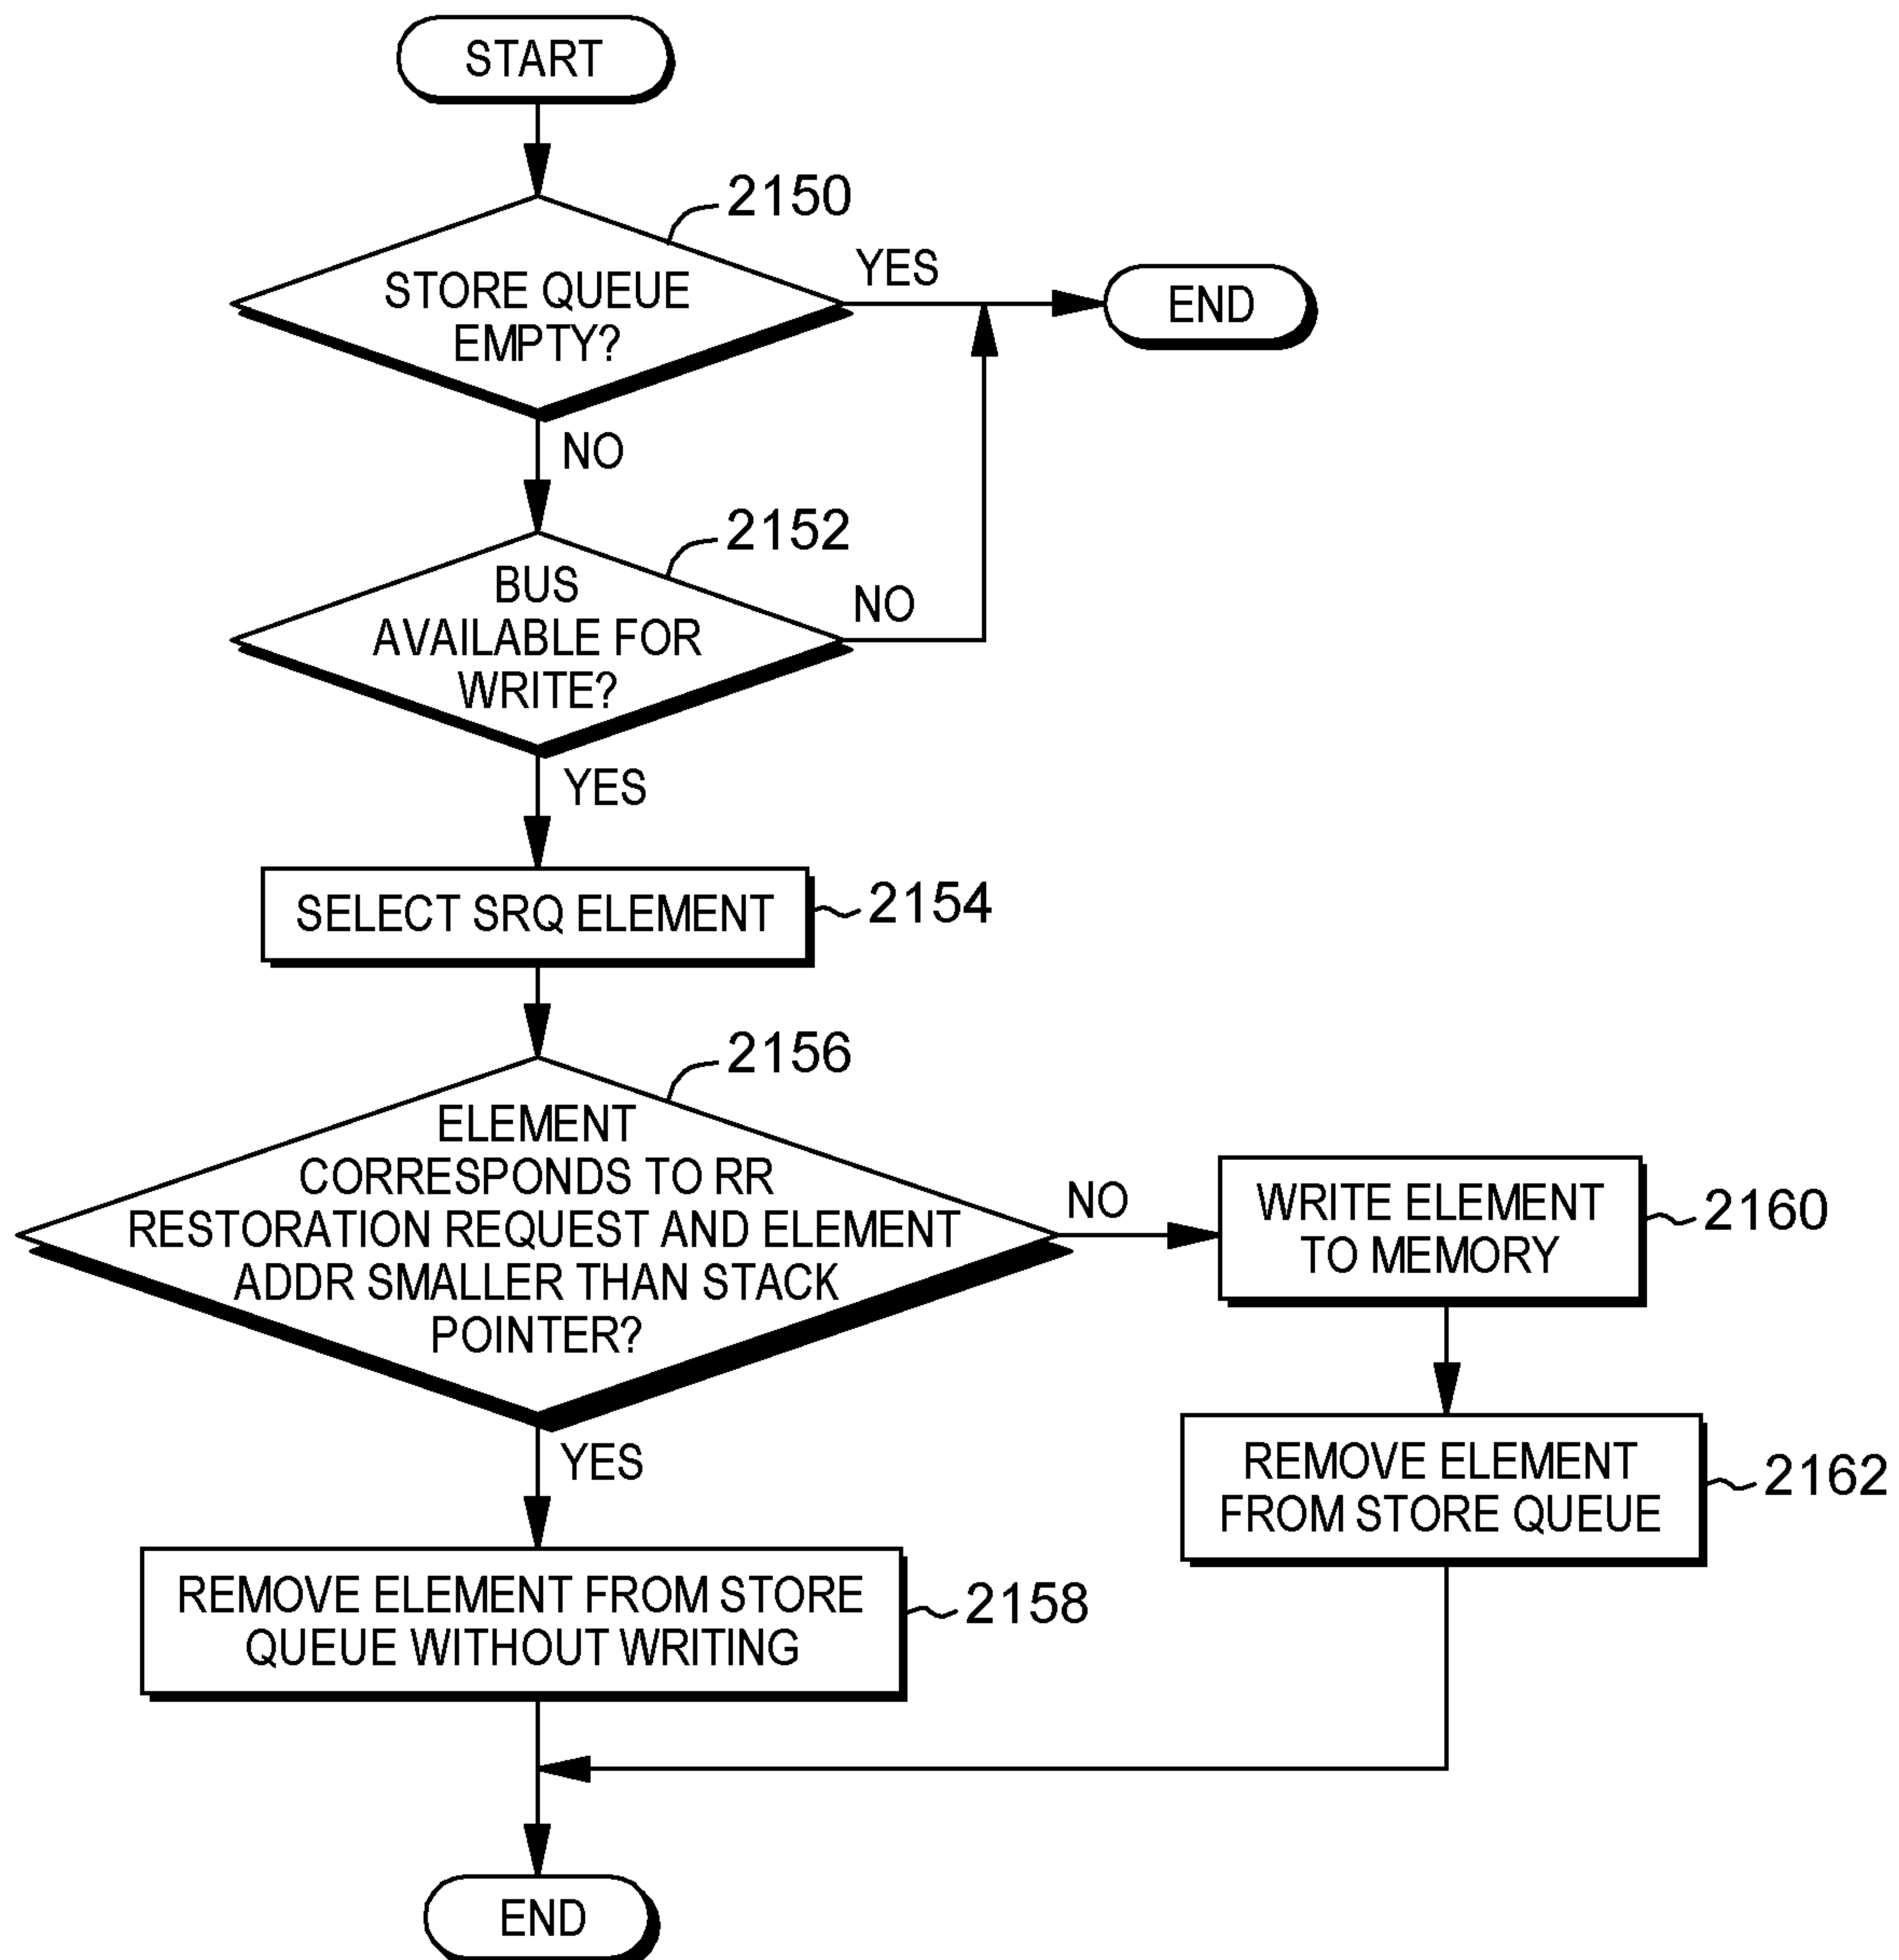 START
2150
STORE QUEUE
EMPTY?
YES
END
NO
2152
BUS
AVAILABLE FOR
WRITE?
NO
YES
SELECT SRQ ELEMENT
2154
2156
ELEMENT
CORRESPONDS TO RR
RESTORATION REQUEST AND ELEMENT
ADDR SMALLER THAN STACK
POINTER?
NO
WRITE ELEMENT
TO MEMORY
2160
YES
REMOVE ELEMENT
FROM STORE QUEUE
2162
REMOVE ELEMENT FROM STORE
QUEUE WITHOUT WRITING
2158
END